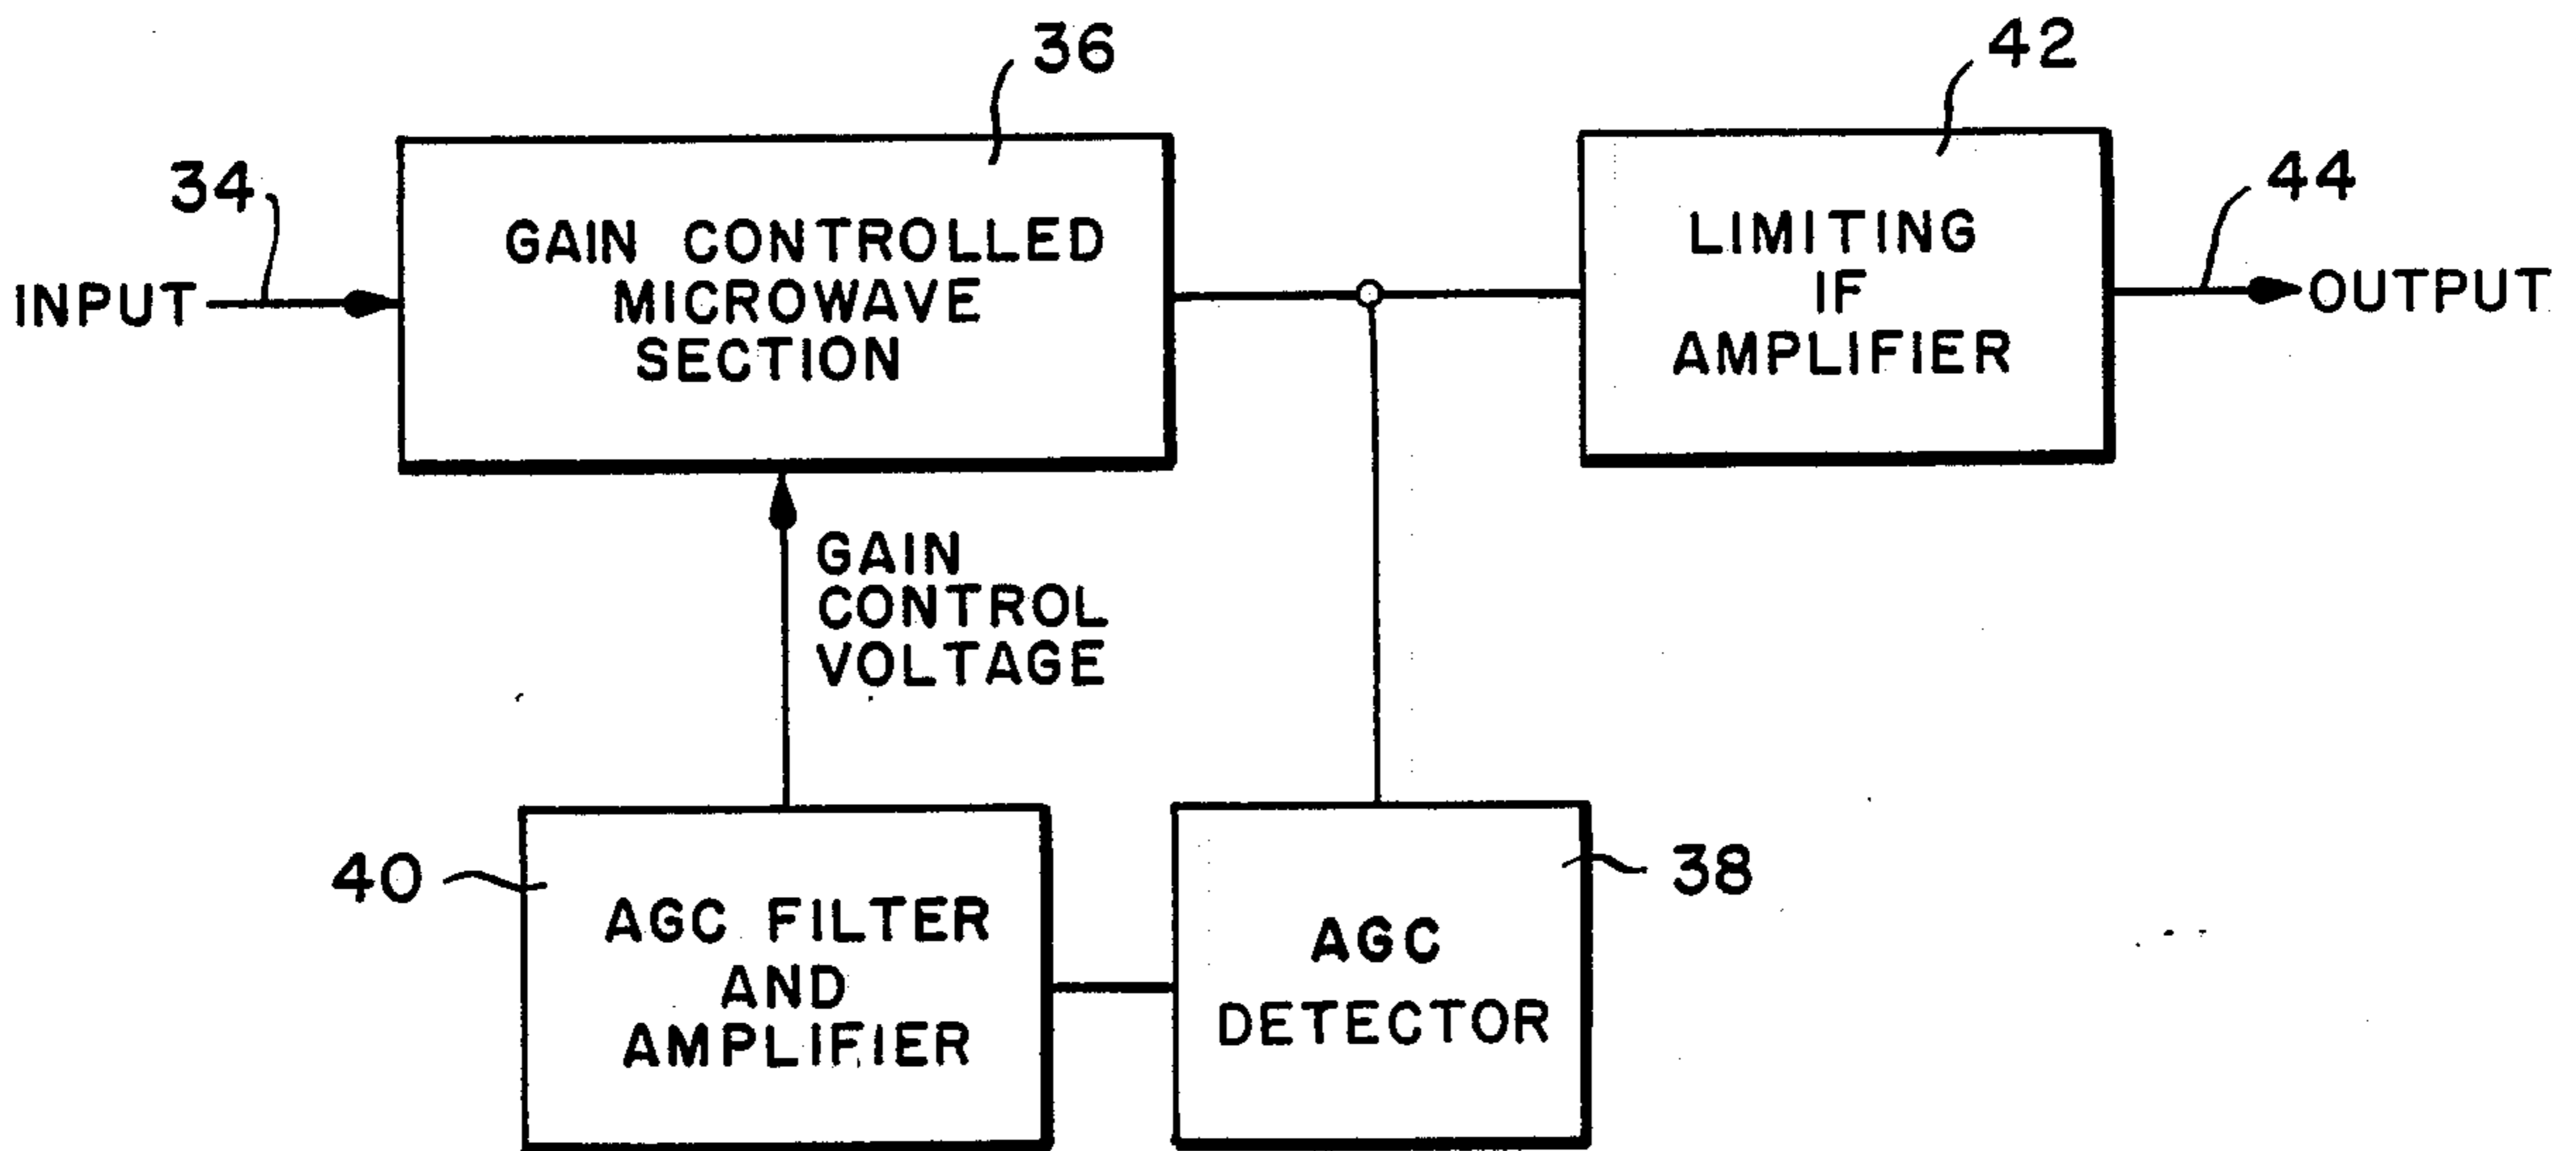 36
42
34
44
GAIN CONTROLLED
MICROWAVE
SECTION
LIMITING
IF
AMPLIFIER
INPUT
OUTPUT
GAIN
CONTROL
VOLTAGE
40
38
AGC FILTER
AND
AMPLIFIER
AGC
DETECTOR